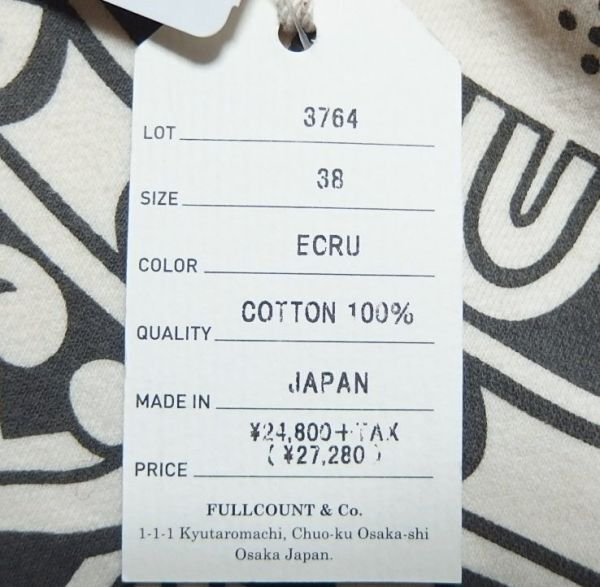 LOT 3764
SIZE 38
COLOR ECRU
QUALITY COTTON 100%
MADE IN JAPAN
¥24,800+TAX
PRICE (¥27,280)
FULLCOUNT & Co.
1-1-1 Kyutaromachi, Chuo-ku Osaka-shi
Osaka Japan.